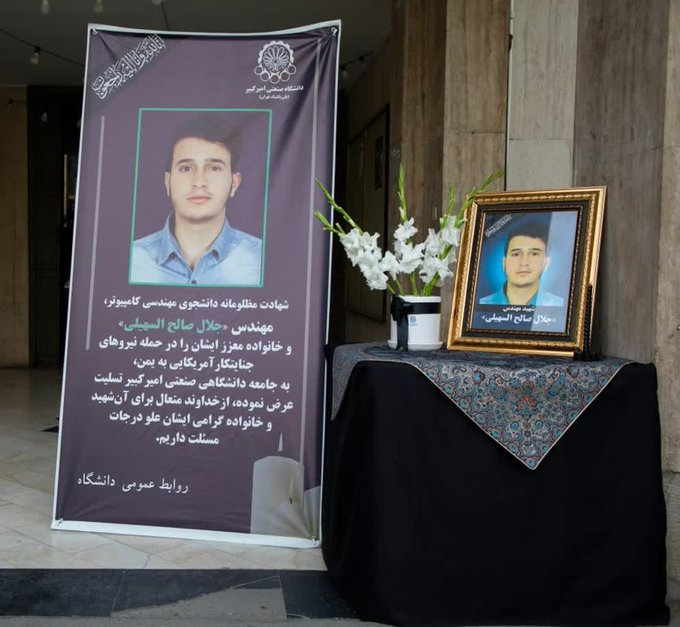 إنا لله وإنا إليه راجعون
دانشگاه صنعتی امیرکبیر
(پلی تکنیک تهران)
شهادت مظلومانه دانشجوی مهندسی کامپیوتر،
مهندس «جلال صالح السهیلی»
و خانواده معزز ایشان را در حمله نیروهای
جنایتکار آمریکایی به یمن،
به جامعه دانشگاهی صنعتی امیرکبیر تسلیت
عرض نموده، از خداوند متعال برای آن شهید
و خانواده گرامی ایشان علو درجات
مسئلت داریم.
روابط عمومی دانشگاه
شهید مهندس
«جلال صالح السهیلی»